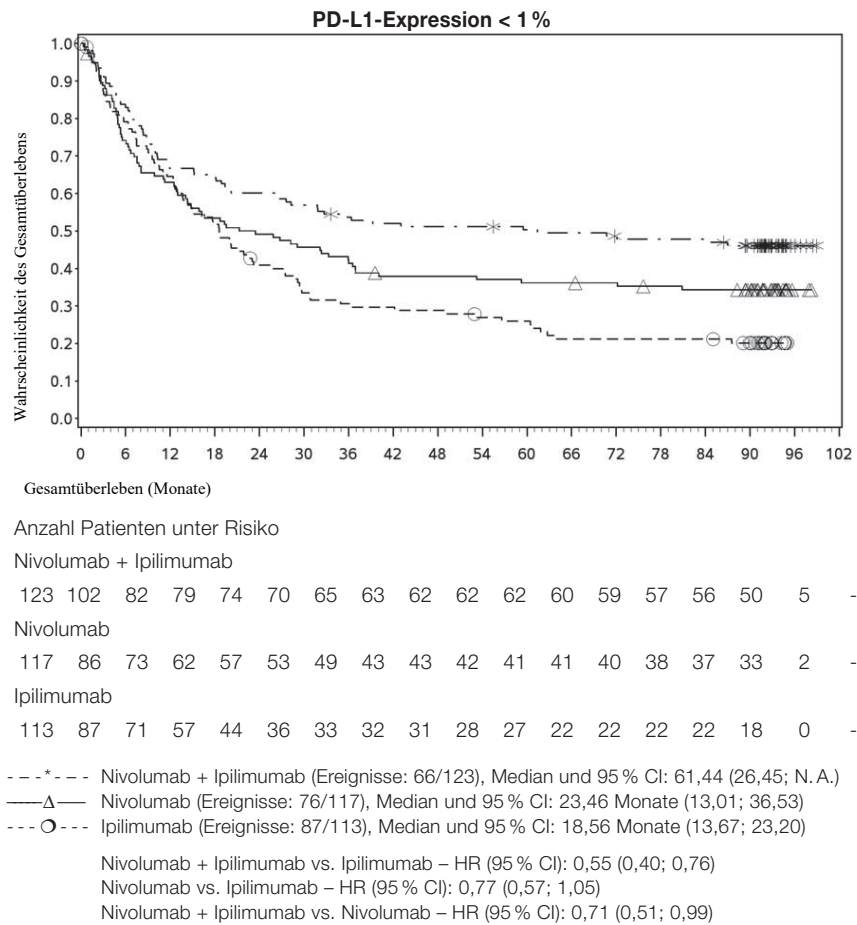 PD-L1-Expression < 1 %
Wahrscheinlichkeit des Gesamtüberlebens
1.0
0.9
0.8
0.7
0.6
0.5
0.4
0.3
0.2
0.1
0.0
0 6 12 18 24 30 36 42 48 54 60 66 72 78 84 90 96 102
Gesamtüberleben (Monate)
Anzahl Patienten unter Risiko
Nivolumab + Ipilimumab
123 102 82 79 74 70 65 63 62 62 62 60 59 57 56 50 5 -
Nivolumab
117 86 73 62 57 53 49 43 43 42 41 41 40 38 37 33 2 -
Ipilimumab
113 87 71 57 44 36 33 32 31 28 27 22 22 22 22 18 0 -
- – - * - – - Nivolumab + Ipilimumab (Ereignisse: 66/123), Median und 95 % CI: 61,44 (26,45; N. A.)
——Δ—— Nivolumab (Ereignisse: 76/117), Median und 95 % CI: 23,46 Monate (13,01; 36,53)
- - - O - - - Ipilimumab (Ereignisse: 87/113), Median und 95 % CI: 18,56 Monate (13,67; 23,20)
Nivolumab + Ipilimumab vs. Ipilimumab – HR (95 % CI): 0,55 (0,40; 0,76)
Nivolumab vs. Ipilimumab – HR (95 % CI): 0,77 (0,57; 1,05)
Nivolumab + Ipilimumab vs. Nivolumab – HR (95 % CI): 0,71 (0,51; 0,99)